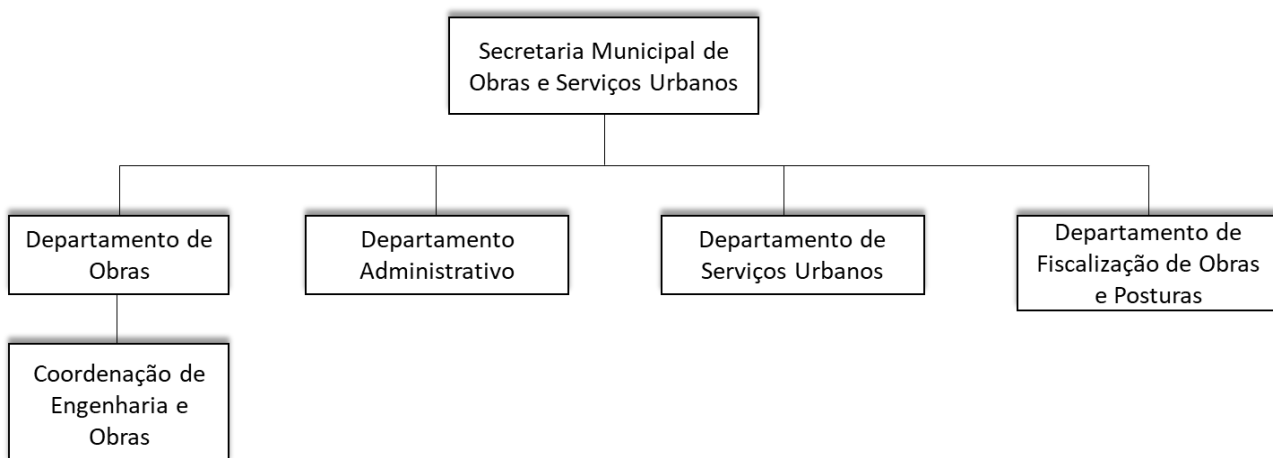 Secretaria Municipal de
Obras e Serviços Urbanos
Departamento de
Obras
Departamento
Administrativo
Departamento de
Serviços Urbanos
Departamento de
Fiscalização de Obras
e Posturas
Coordenação de
Engenharia e
Obras